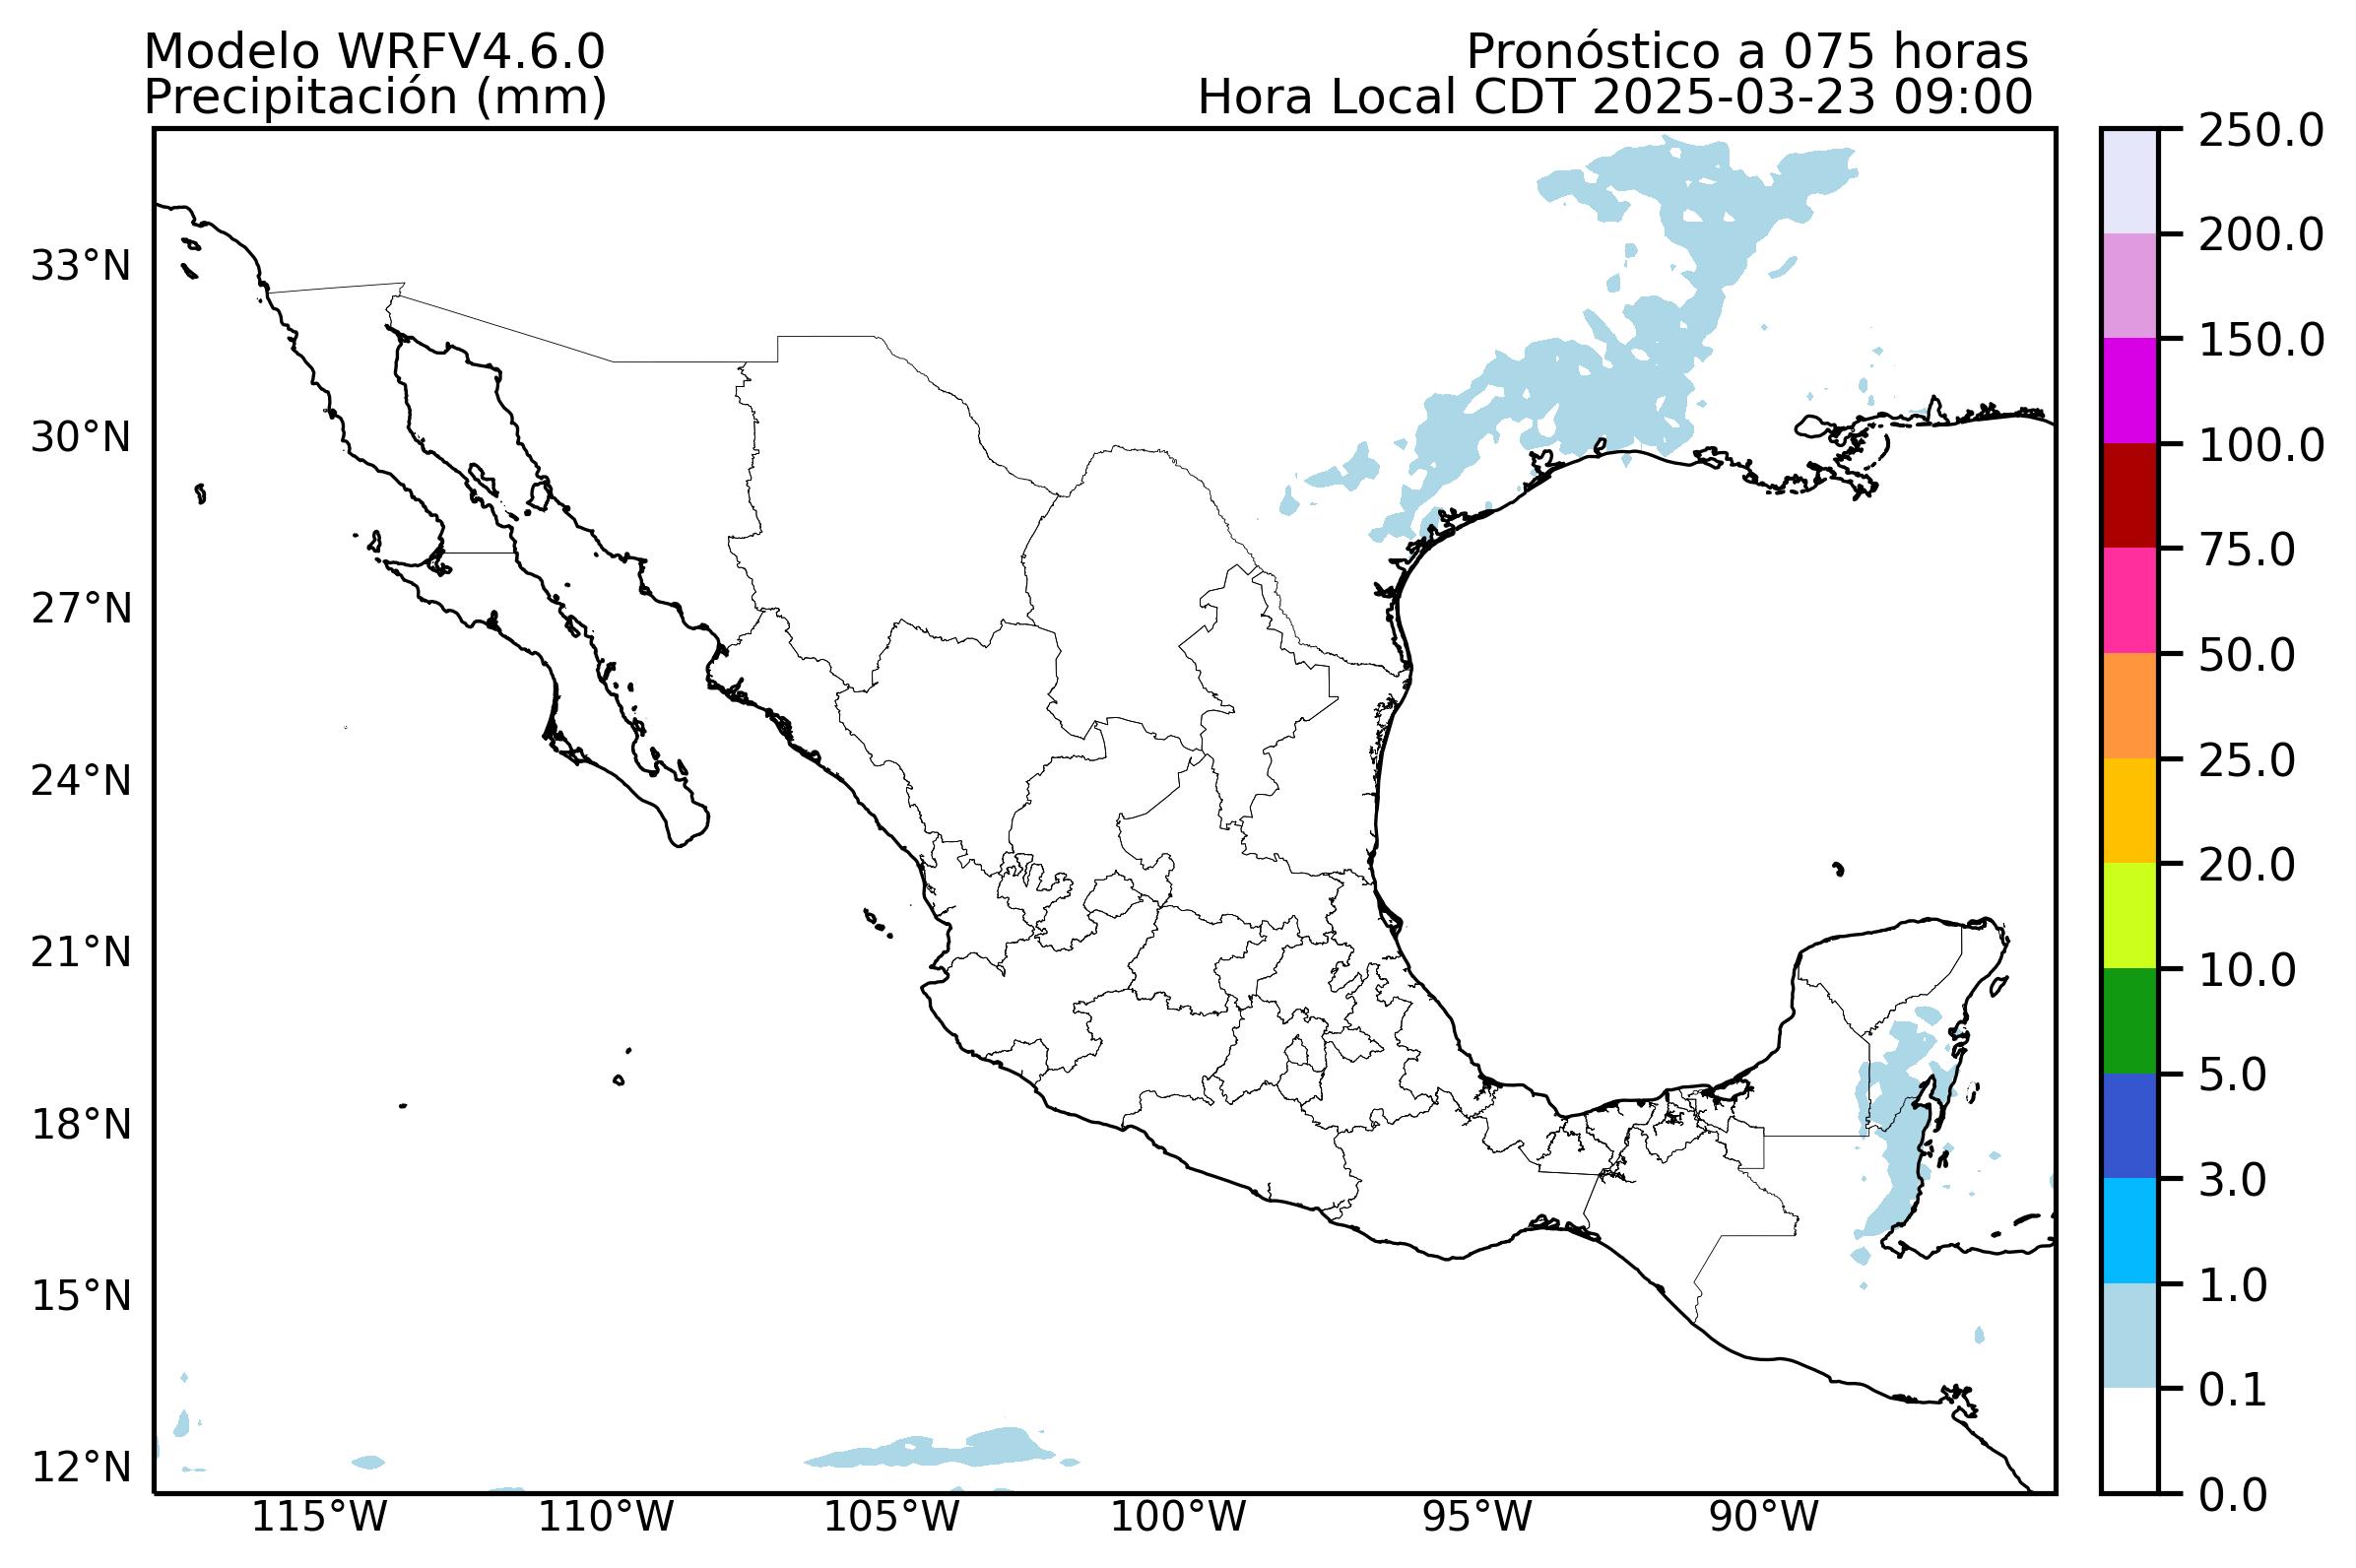 Modelo WRFV4.6.0
Pronóstico a 075 horas
Precipitación (mm)
Hora Local CDT 2025-03-23 09:00
33°N
30°N
27°N
24°N
21°N
18°N
15°N
12°N
115°W
110°W
105°W
100°W
95°W
90°W
250.0
200.0
150.0
100.0
75.0
50.0
25.0
20.0
10.0
5.0
3.0
1.0
0.1
0.0